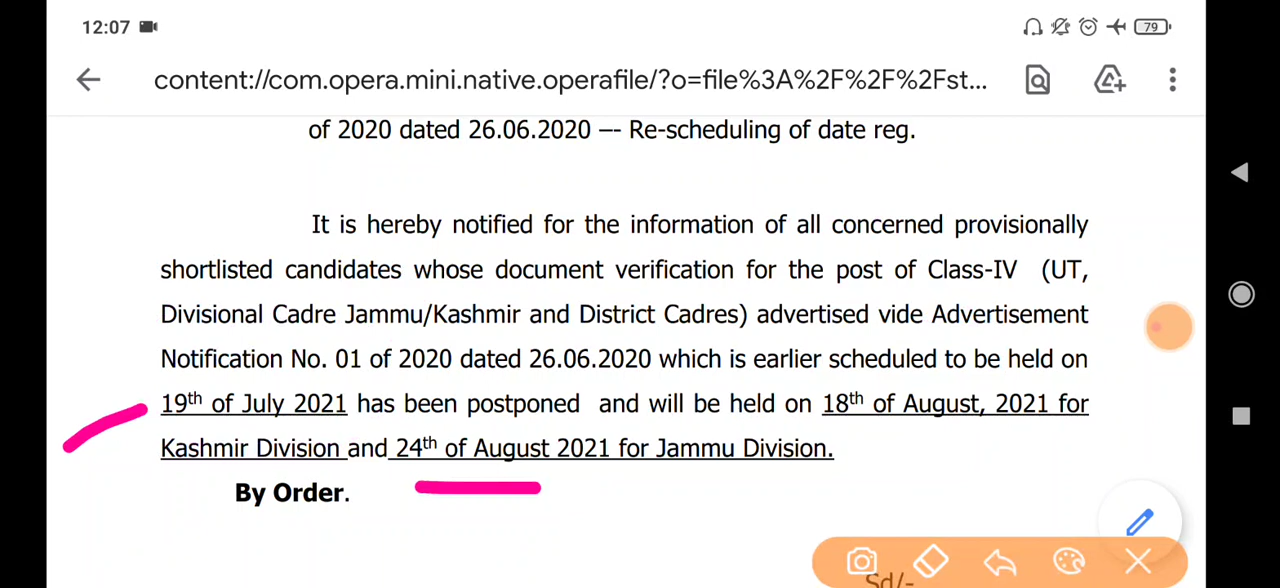 12:07
79
content://com.opera.mini.native.operafile/?o=file%3A%2F%2F%2Fst...
of 2020 dated 26.06.2020 –- Re-scheduling of date reg.
It is hereby notified for the information of all concerned provisionally
shortlisted candidates whose document verification for the post of Class-IV (UT,
Divisional Cadre Jammu/Kashmir and District Cadres) advertised vide Advertisement
Notification No. 01 of 2020 dated 26.06.2020 which is earlier scheduled to be held on
19th of July 2021 has been postponed and will be held on 18th of August, 2021 for
Kashmir Division and 24th of August 2021 for Jammu Division.
By Order.
Sd/-